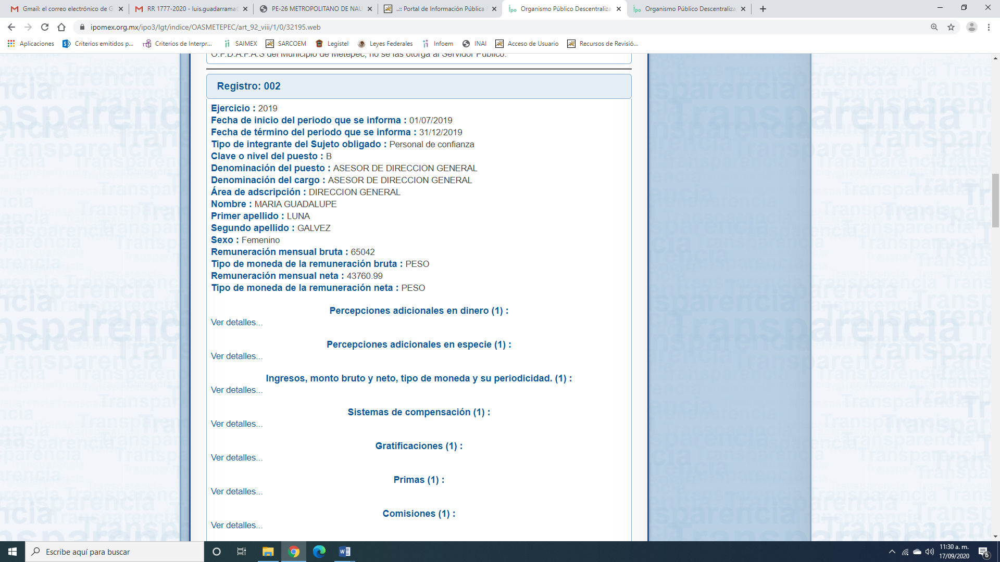 Gmail: el correo electrónico de G
RR 1777-2020 - luis.guadarrama
PE-26 METROPOLITANO DE NAU
..:: Portal de Información Pública
Organismo Público Descentraliza
Organismo Público Descentraliza
ipomex.org.mx/ipo3/lgt/indice/OASMETEPEC/art_92_viii/1/0/32195.web
Aplicaciones
Criterios emitidos p...
Criterios de Interpr...
SAIMEX
SARCOEM
Legistel
Leyes Federales
Infoem
INAI
Acceso de Usuario
Recursos de Revisió...
O.P.D.A.P.A.S del Municipio de Metepec, no se las otorga al Servidor Público.
Registro: 002
Ejercicio : 2019
Fecha de inicio del periodo que se informa : 01/07/2019
Fecha de término del periodo que se informa : 31/12/2019
Tipo de integrante del Sujeto obligado : Personal de confianza
Clave o nivel del puesto : B
Denominación del puesto : ASESOR DE DIRECCION GENERAL
Denominación del cargo : ASESOR DE DIRECCION GENERAL
Área de adscripción : DIRECCION GENERAL
Nombre : MARIA GUADALUPE
Primer apellido : LUNA
Segundo apellido : GALVEZ
Sexo : Femenino
Remuneración mensual bruta : 65042
Tipo de moneda de la remuneración bruta : PESO
Remuneración mensual neta : 43760.99
Tipo de moneda de la remuneración neta : PESO
Percepciones adicionales en dinero (1) :
Ver detalles...
Percepciones adicionales en especie (1) :
Ver detalles...
Ingresos, monto bruto y neto, tipo de moneda y su periodicidad. (1) :
Ver detalles...
Sistemas de compensación (1) :
Ver detalles...
Gratificaciones (1) :
Ver detalles...
Primas (1) :
Ver detalles...
Comisiones (1) :
Ver detalles...
Escribe aquí para buscar
11:30 a. m.
17/09/2020
6